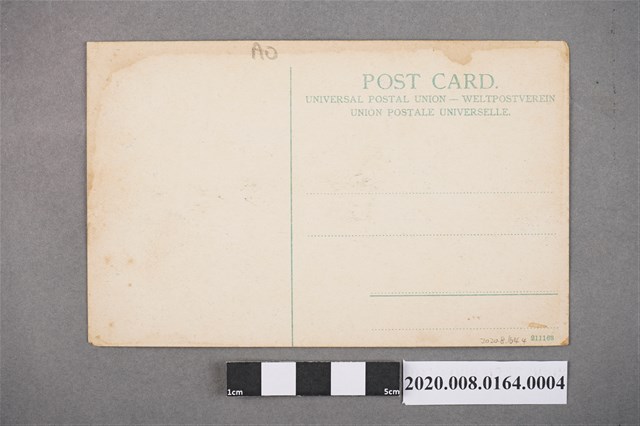 AO
POST CARD.
UNIVERSAL POSTAL UNION — WELTPOSTVEREIN
UNION POSTALE UNIVERSELLE.
1cm
5cm
2020.008.0164.0004